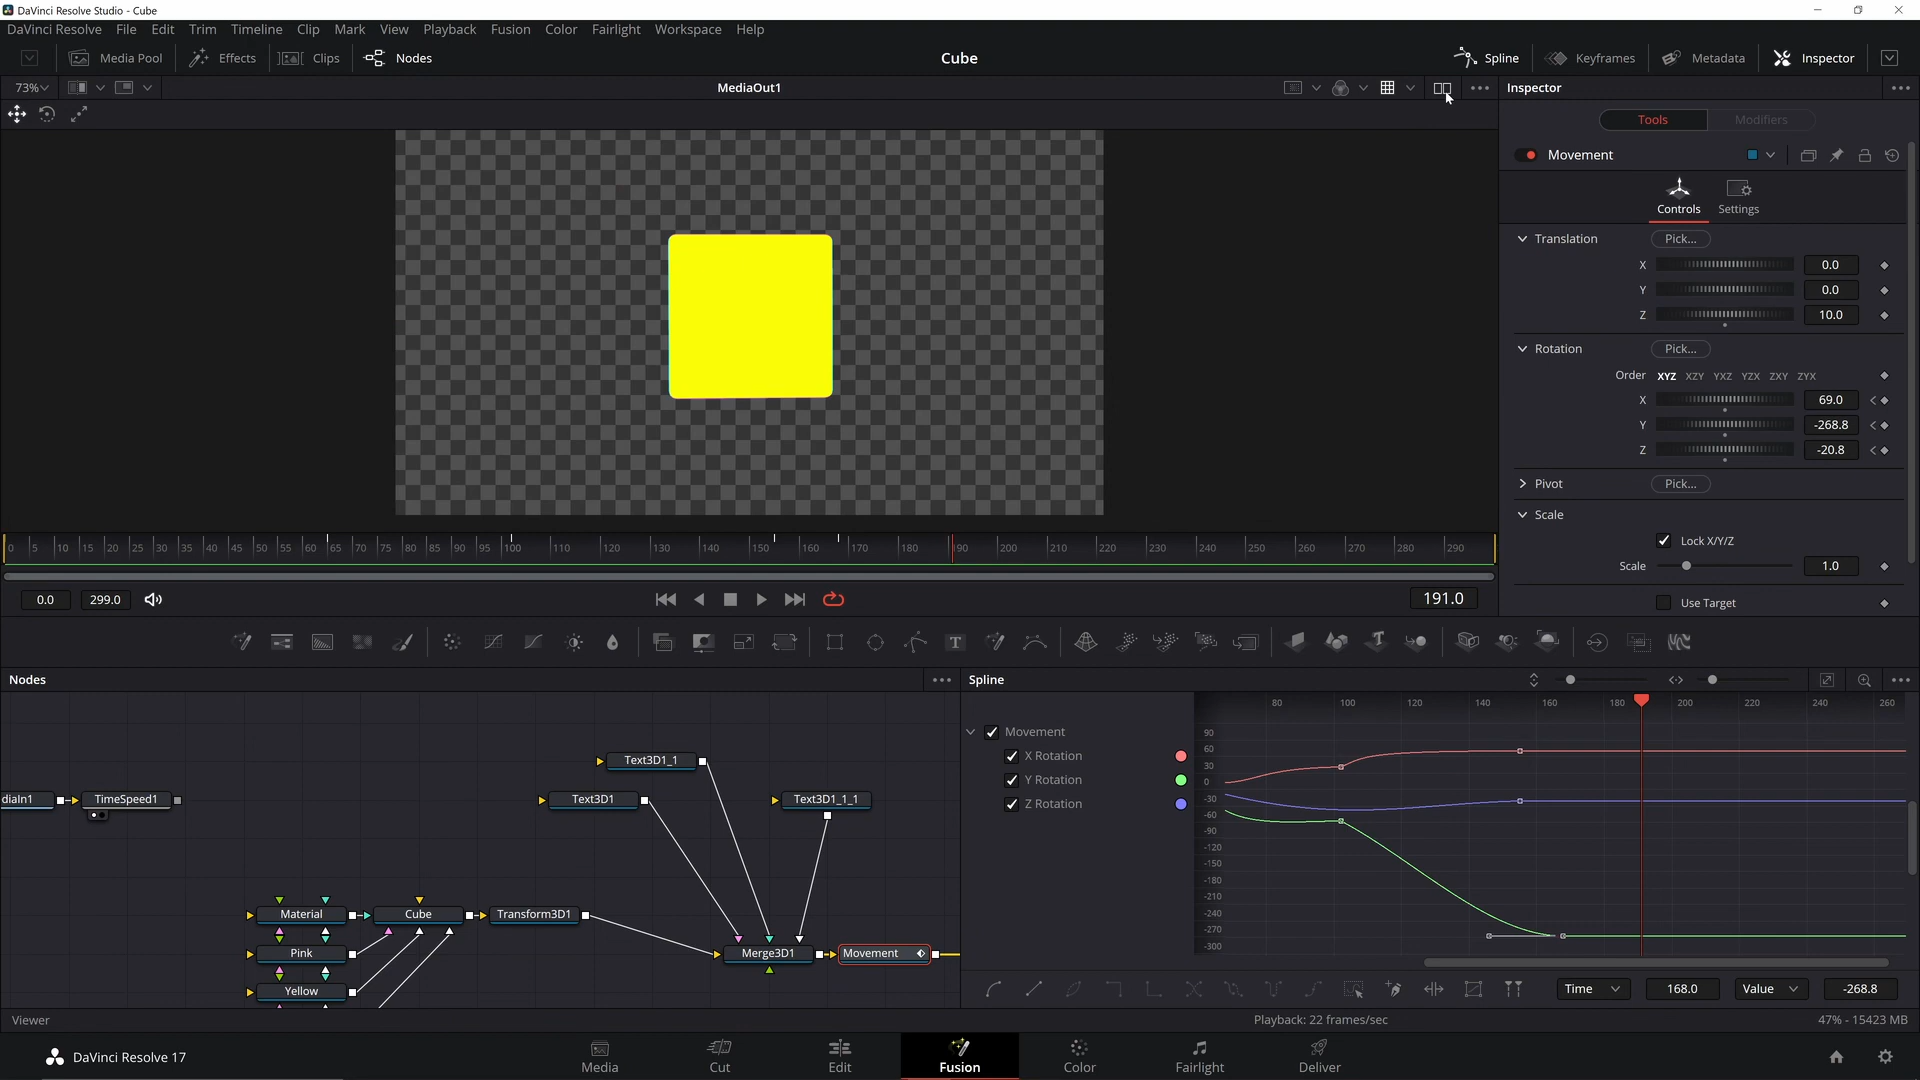 DaVinci Resolve Studio - Cube
DaVinci Resolve File Edit Trim Timeline Clip Mark View Playback Fusion Color Fairlight Workspace Help
Media Pool Effects Clips Nodes Cube Spline Keyframes Metadata Inspector
73% MediaOut1 Inspector
Tools Modifiers
Movement
Controls Settings
Translation Pick...
X 0.0
Y 0.0
Z 10.0
Rotation Pick...
Order XYZ XZY YXZ YZX ZXY ZYX
X 69.0
Y -268.8
Z -20.8
Pivot Pick...
Scale
Lock X/Y/Z
Scale 1.0
Use Target
0 5 10 15 20 25 30 35 40 45 50 55 60 65 70 75 80 85 90 95 100 110 120 130 140 150 160 170 180 190 200 210 220 230 240 250 260 270 280 290
0.0 299.0 191.0
Nodes
Text3D1_1
Text3D1
Text3D1_1_1
diaIn1 TimeSpeed1
Material Cube Transform3D1
Pink Merge3D1 Movement
Yellow
Spline
80 100 120 140 160 180 200 220 240 260
Movement
X Rotation
Y Rotation
Z Rotation
90
60
30
0
-30
-60
-90
-120
-150
-180
-210
-240
-270
-300
Time 168.0 Value -268.8
Viewer Playback: 22 frames/sec 47% - 15423 MB
DaVinci Resolve 17 Media Cut Edit Fusion Color Fairlight Deliver